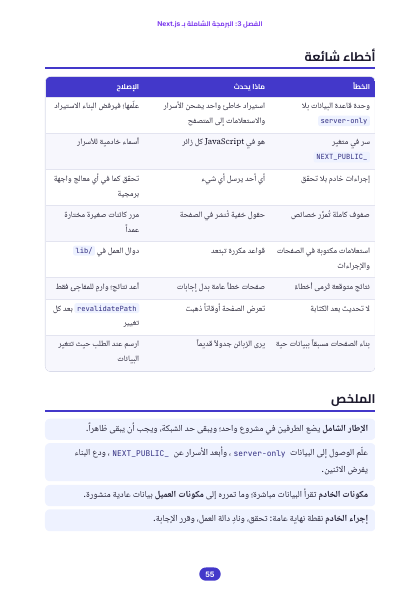 الفصل 3: البرمجة الشاملة بـ Next.js
أخطاء شائعة
الخطأ ماذا يحدث الإصلاح
وحدة قاعدة البيانات بلا استيراد خاطئ واحد يشحن الأسرار علّمها؛ فيرفض البناء الاستيراد
server-only والاستعلامات إلى المتصفح
سر في متغير هو في JavaScript كل زائر أسماء خادمية للأسرار
NEXT_PUBLIC_
إجراءات خادم بلا تحقق أي أحد يرسل أي شيء تحقق كما في أي معالج واجهة
برمجية
صفوف كاملة تُمرَّر خصائص حقول خفية تُنشر في الصفحة مرر كائنات صغيرة مختارة
عمداً
استعلامات مكتوبة في الصفحات قواعد مكررة تبتعد دوال العمل في lib/
والإجراءات
نتائج متوقعة تُرمى أخطاءً صفحات خطأ عامة بدل إجابات أعد نتائج؛ وارمِ للمفاجئ فقط
لا تحديث بعد الكتابة تعرض الصفحة أوقاتاً ذهبت revalidatePath بعد كل
تغيير
بناء الصفحات مسبقاً ببيانات حية يرى الزبائن جدولاً قديماً ارسم عند الطلب حيث تتغير
البيانات
الملخص
الإطار الشامل يضع الطرفين في مشروع واحد؛ ويبقى حد الشبكة، ويجب أن يبقى ظاهراً.
علّم الوصول إلى البيانات server-only، وأبعد الأسرار عن NEXT_PUBLIC_، ودع البناء
يفرض الاثنين.
مكونات الخادم تقرأ البيانات مباشرة؛ وما تمرره إلى مكونات العميل بيانات عادية منشورة.
إجراء الخادم نقطة نهاية عامة: تحقق، ونادِ دالة العمل، وقرر الإجابة.
55